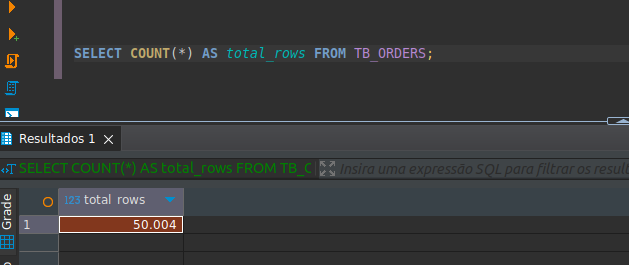 SELECT COUNT(*) AS total_rows FROM TB_ORDERS;
Resultados 1
SELECT COUNT(*) AS total_rows FROM TB_O
Insira uma expressão SQL para filtrar os result
Grade
123 total_rows
1 50.004